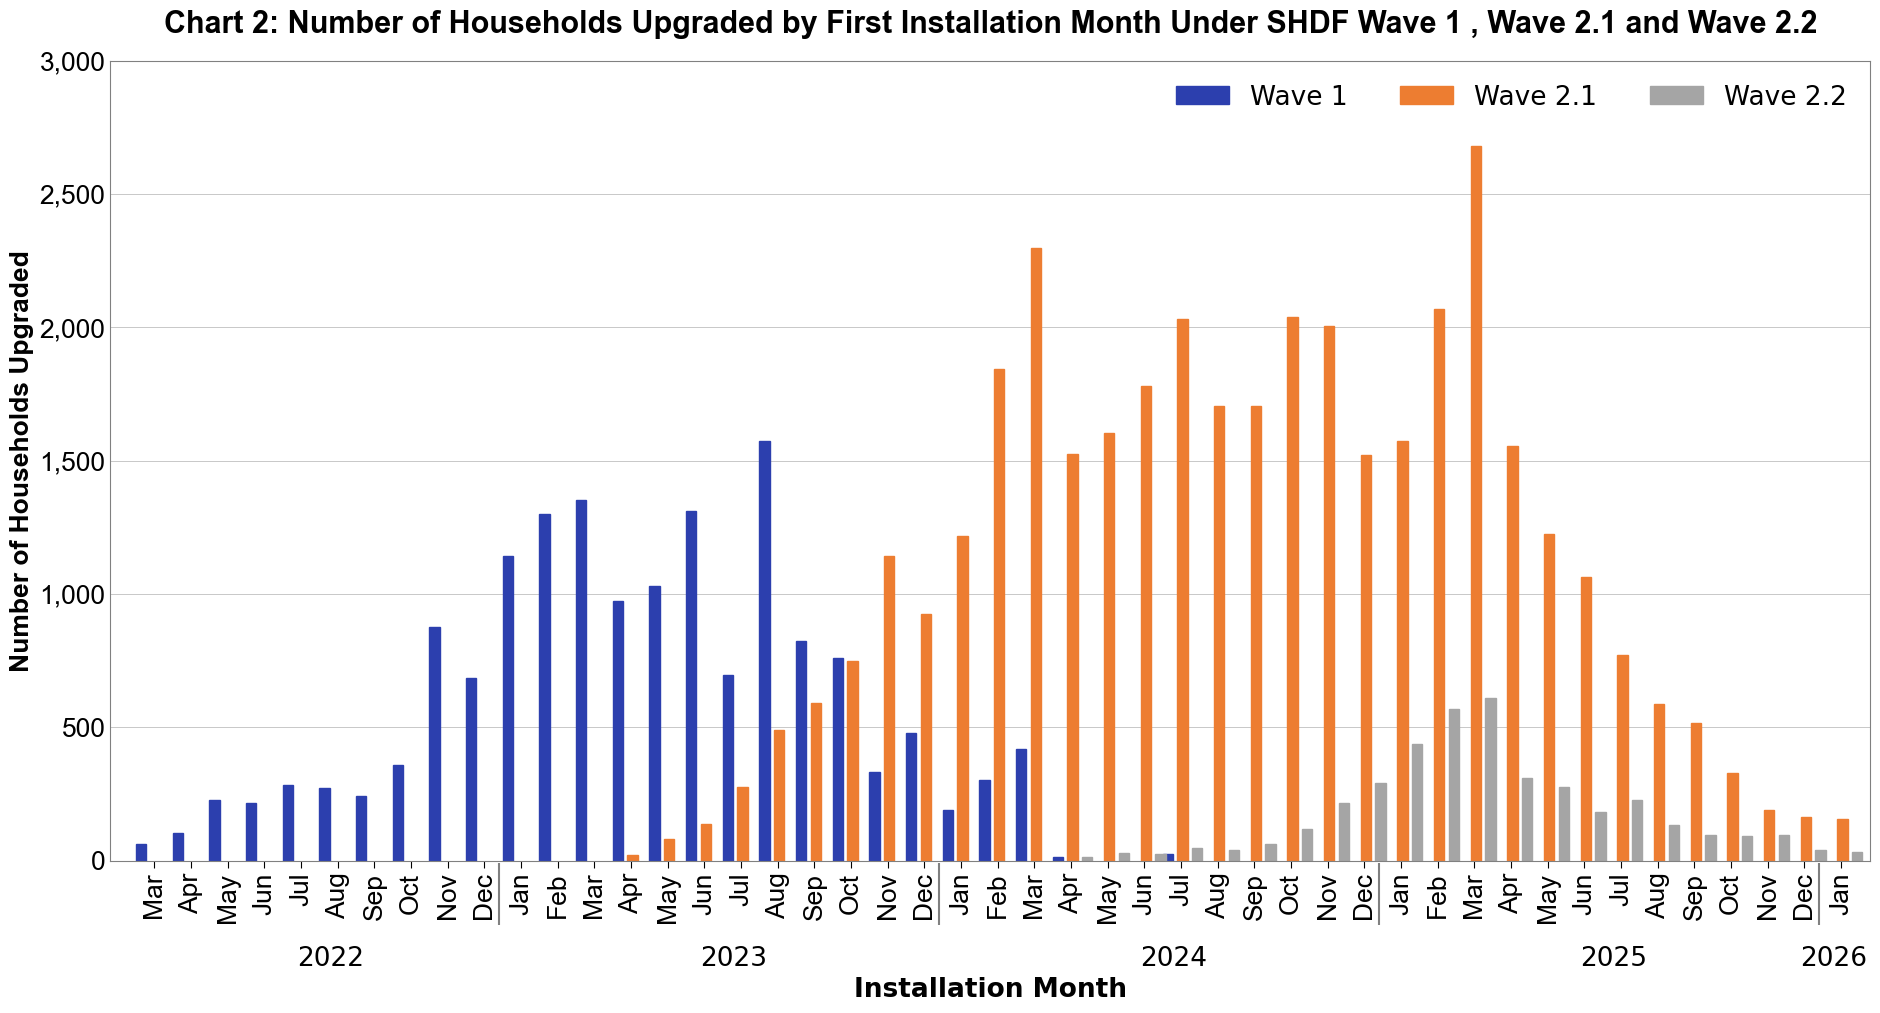 Chart 2: Number of Households Upgraded by First Installation Month Under SHDF Wave 1 , Wave 2.1 and Wave 2.2
Wave 1 Wave 2.1 Wave 2.2
Number of Households Upgraded
3,000
2,500
2,000
1,500
1,000
500
0
Mar Apr May Jun Jul Aug Sep Oct Nov Dec Jan Feb Mar Apr May Jun Jul Aug Sep Oct Nov Dec Jan Feb Mar Apr May Jun Jul Aug Sep Oct Nov Dec Jan Feb Mar Apr May Jun Jul Aug Sep Oct Nov Dec Jan
2022 2023 2024 2025 2026
Installation Month